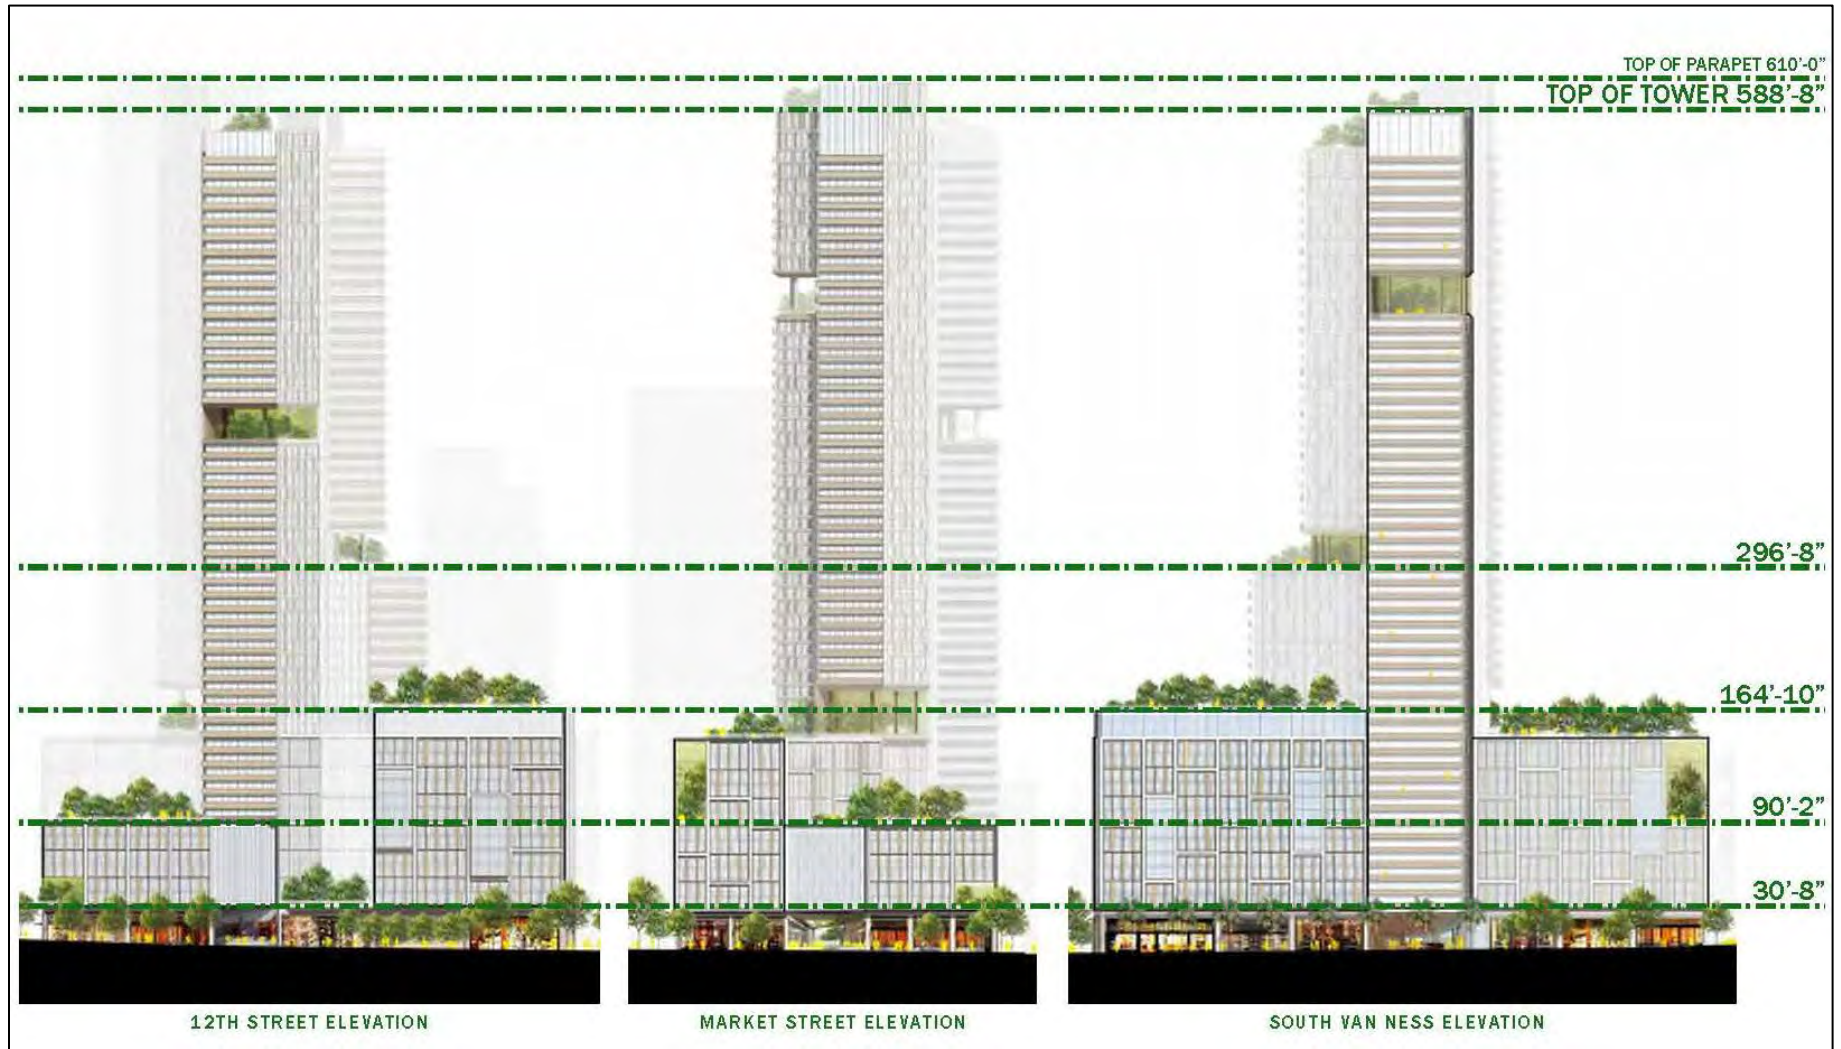 TOP OF PARAPET 610'-0"
TOP OF TOWER 588'-8"
296'-8"
164'-10"
90'-2"
30'-8"
12TH STREET ELEVATION
MARKET STREET ELEVATION
SOUTH VAN NESS ELEVATION